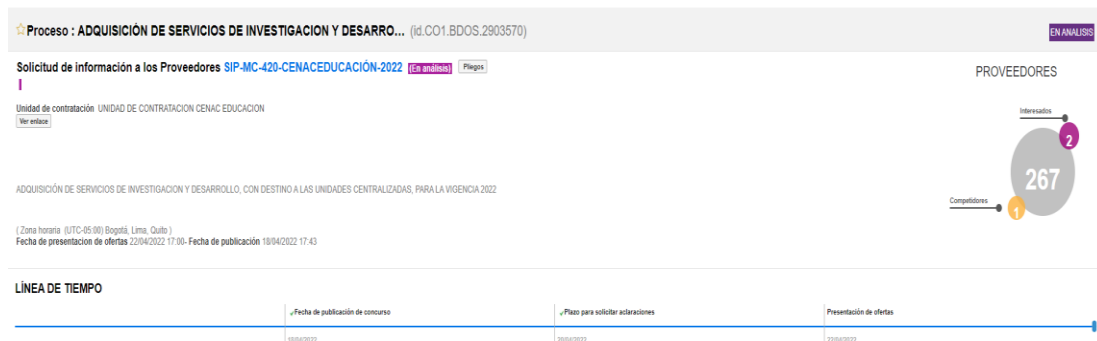 Proceso : ADQUISICIÓN DE SERVICIOS DE INVESTIGACION Y DESARRO... (id.CO1.BDOS.2903570)
EN ANALISIS
Solicitud de información a los Proveedores SIP-MC-420-CENACEDUCACIÓN-2022 (En análisis) Pliegos
PROVEEDORES
Unidad de contratación UNIDAD DE CONTRATACION CENAC EDUCACION
Ver enlace
Interesados
2
267
Competidores
1
ADQUISICIÓN DE SERVICIOS DE INVESTIGACION Y DESARROLLO, CON DESTINO A LAS UNIDADES CENTRALIZADAS, PARA LA VIGENCIA 2022
( Zona horaria (UTC-05:00) Bogotá, Lima, Quito )
Fecha de presentacion de ofertas 22/04/2022 17:00- Fecha de publicación 18/04/2022 17:43
LÍNEA DE TIEMPO
Fecha de publicación de concurso
Plazo para solicitar aclaraciones
Presentación de ofertas